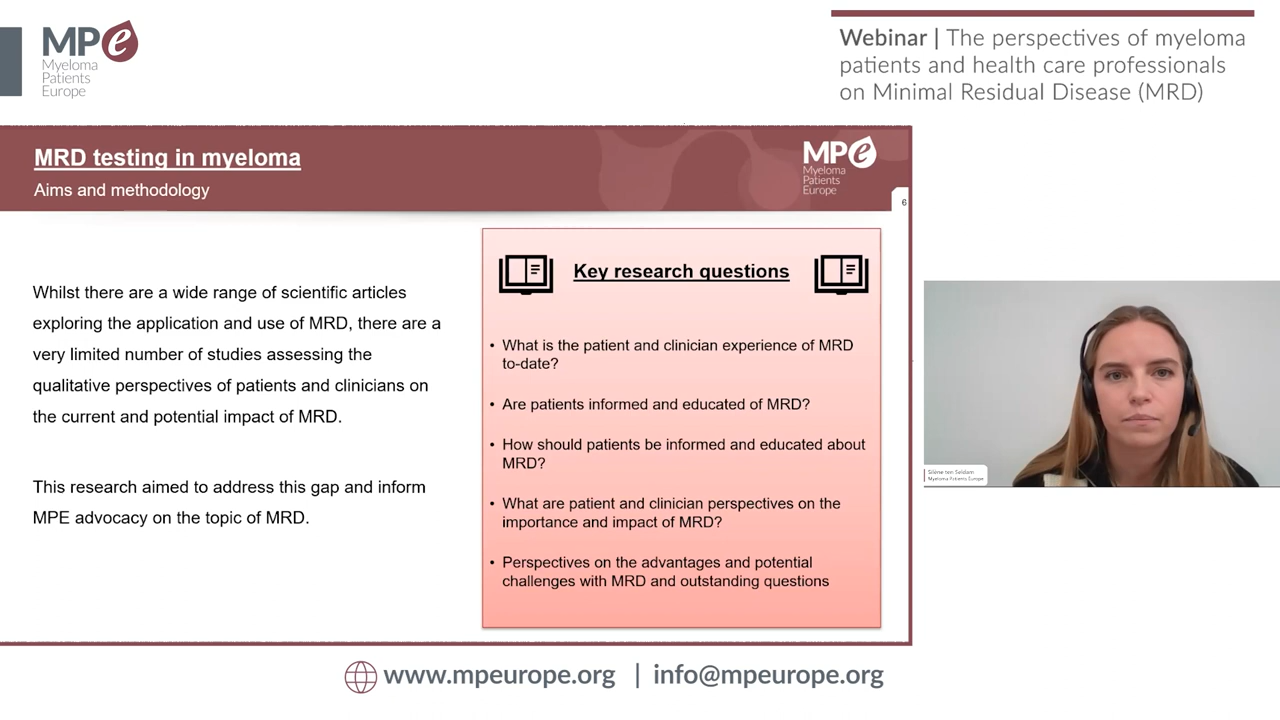 MPe
Myeloma
Patients
Europe
Webinar | The perspectives of myeloma
patients and health care professionals
on Minimal Residual Disease (MRD)
MRD testing in myeloma
Aims and methodology
MPe
Myeloma
Patients
Europe
6
Whilst there are a wide range of scientific articles
exploring the application and use of MRD, there are a
very limited number of studies assessing the
qualitative perspectives of patients and clinicians on
the current and potential impact of MRD.
This research aimed to address this gap and inform
MPE advocacy on the topic of MRD.
Key research questions
• What is the patient and clinician experience of MRD
to-date?
• Are patients informed and educated of MRD?
• How should patients be informed and educated about
MRD?
• What are patient and clinician perspectives on the
importance and impact of MRD?
• Perspectives on the advantages and potential
challenges with MRD and outstanding questions
Silène ten Seldam
Myeloma Patients Europe
www.mpeurope.org | info@mpeurope.org